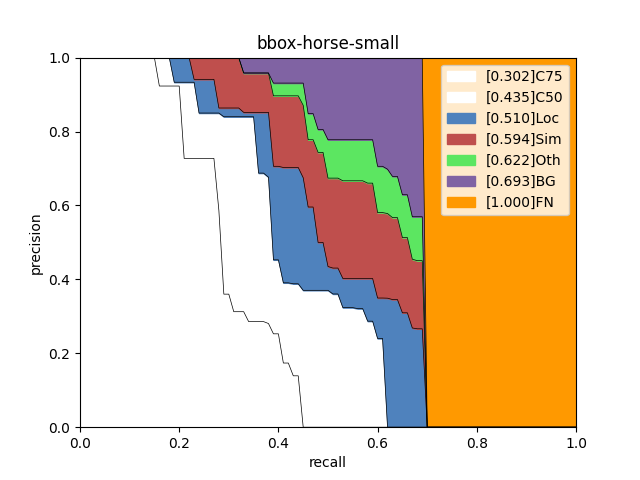 bbox-horse-small
1.0
0.8
0.6
0.4
0.2
0.0
precision
[0.302]C75
[0.435]C50
[0.510]Loc
[0.594]Sim
[0.622]Oth
[0.693]BG
[1.000]FN
0.0 0.2 0.4 0.6 0.8 1.0
recall